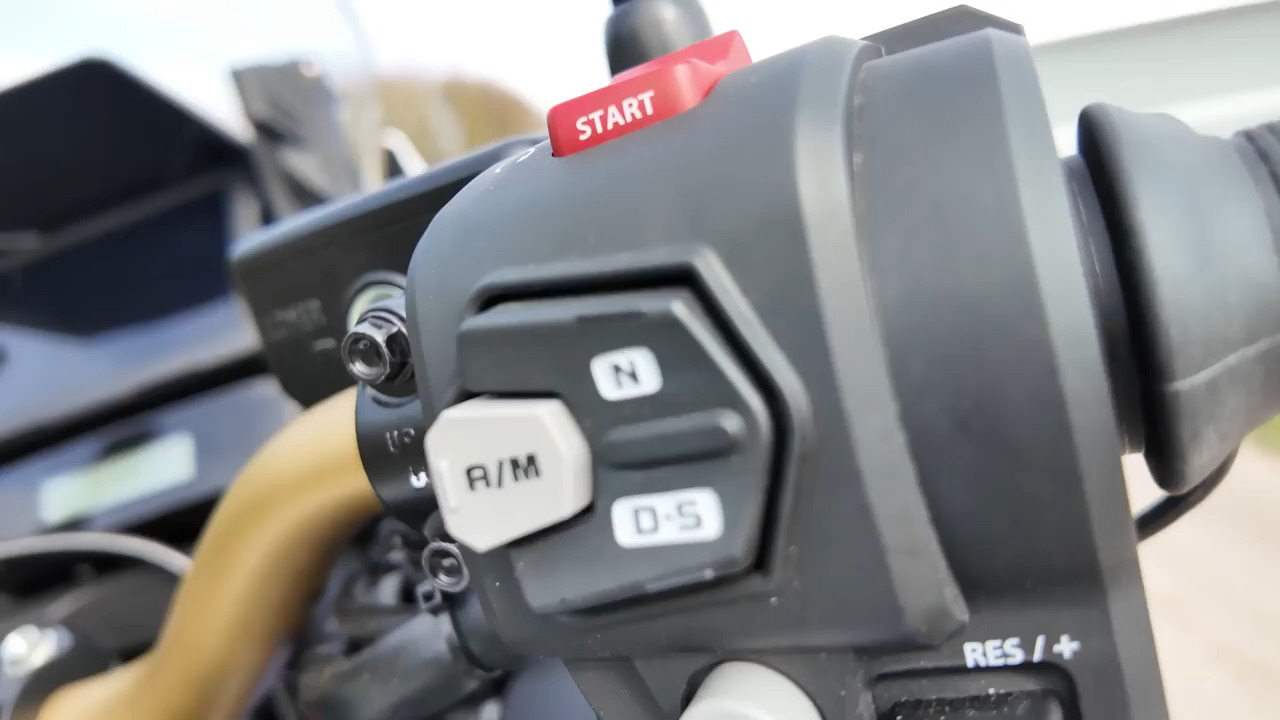 START
N
A/M
D-S
RES / +